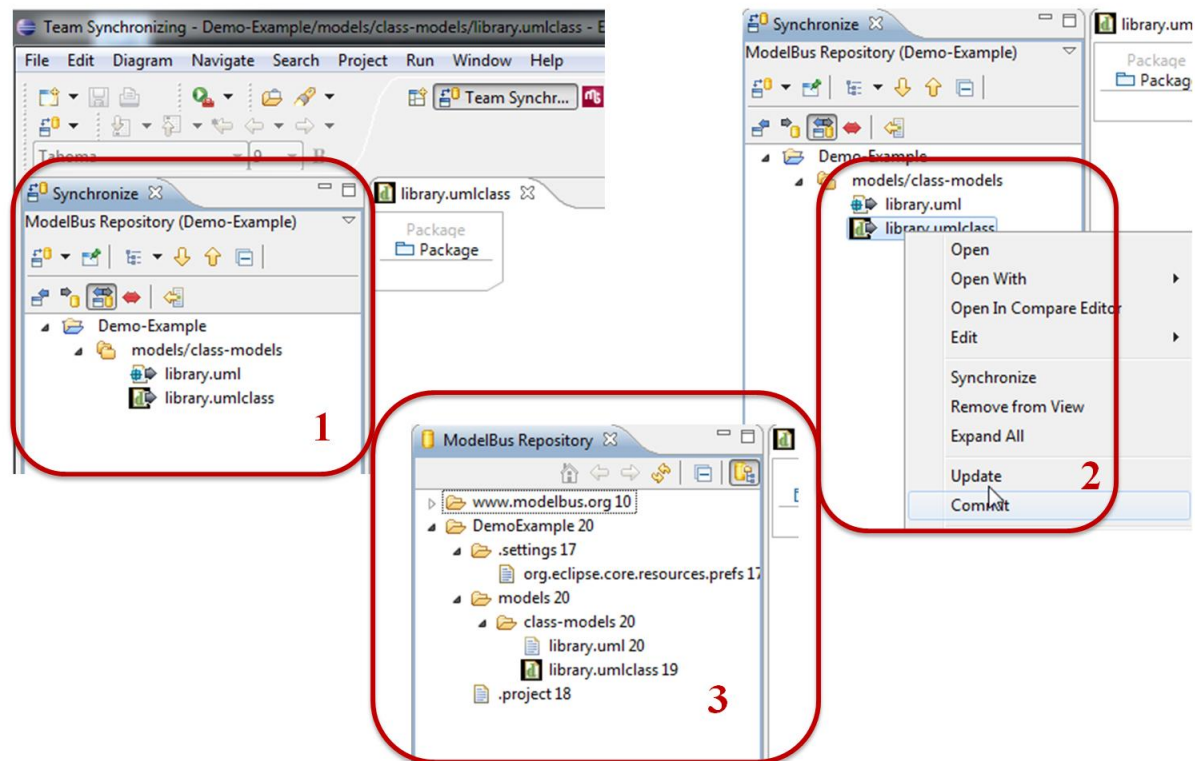 Team Synchronizing - Demo-Example/models/class-models/library.umlclass - E
File Edit Diagram Navigate Search Project Run Window Help
Team Synchr...
Tahoma 9 B
Synchronize
library.umlclass
ModelBus Repository (Demo-Example)
Package
Package
Demo-Example
models/class-models
library.uml
library.umlclass
1
Synchronize
library.um
ModelBus Repository (Demo-Example)
Package
Packag
Demo-Example
models/class-models
library.uml
library.umlclass
Open
Open With
Open In Compare Editor
Edit
Synchronize
Remove from View
Expand All
Update
Commit
2
ModelBus Repository
www.modelbus.org 10
DemoExample 20
.settings 17
org.eclipse.core.resources.prefs 17
models 20
class-models 20
library.uml 20
library.umlclass 19
.project 18
3